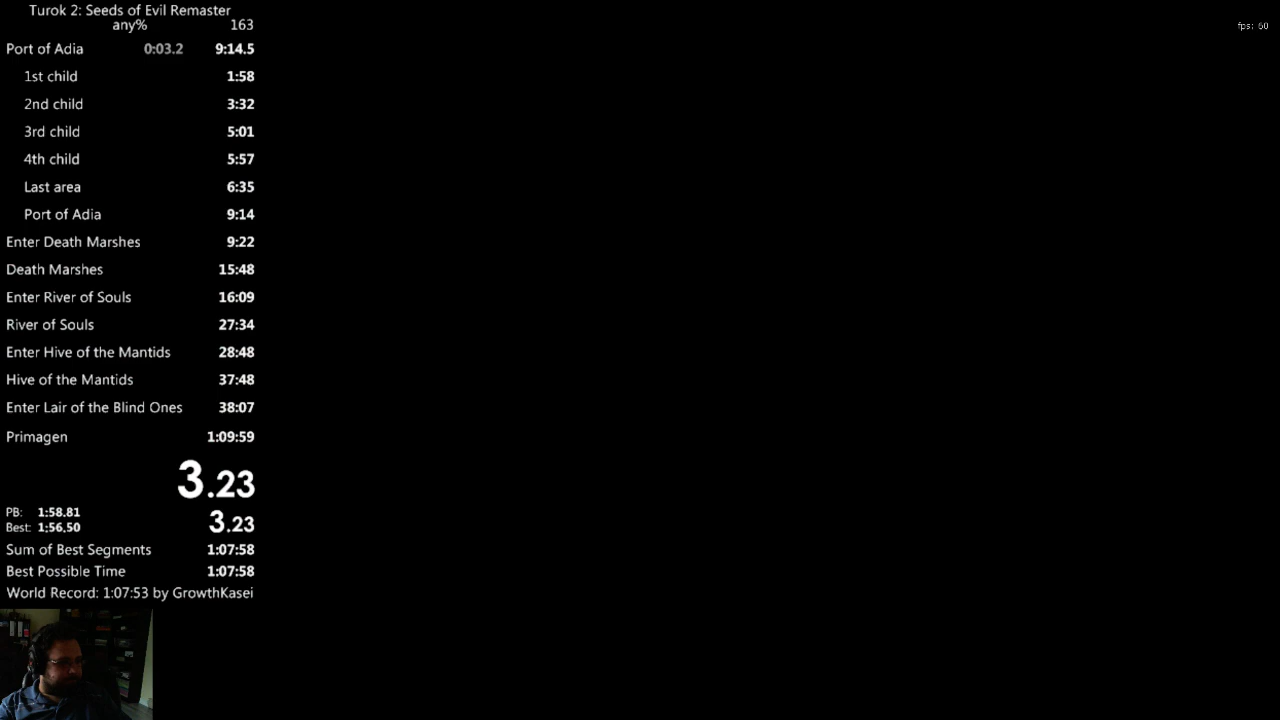 Turok 2: Seeds of Evil Remaster
any% 163
fps: 60
Port of Adia 0:03.2 9:14.5
1st child 1:58
2nd child 3:32
3rd child 5:01
4th child 5:57
Last area 6:35
Port of Adia 9:14
Enter Death Marshes 9:22
Death Marshes 15:48
Enter River of Souls 16:09
River of Souls 27:34
Enter Hive of the Mantids 28:48
Hive of the Mantids 37:48
Enter Lair of the Blind Ones 38:07
Primagen 1:09:59
3.23
PB: 1:58.81
Best: 1:56.50 3.23
Sum of Best Segments 1:07:58
Best Possible Time 1:07:58
World Record: 1:07:53 by GrowthKasei